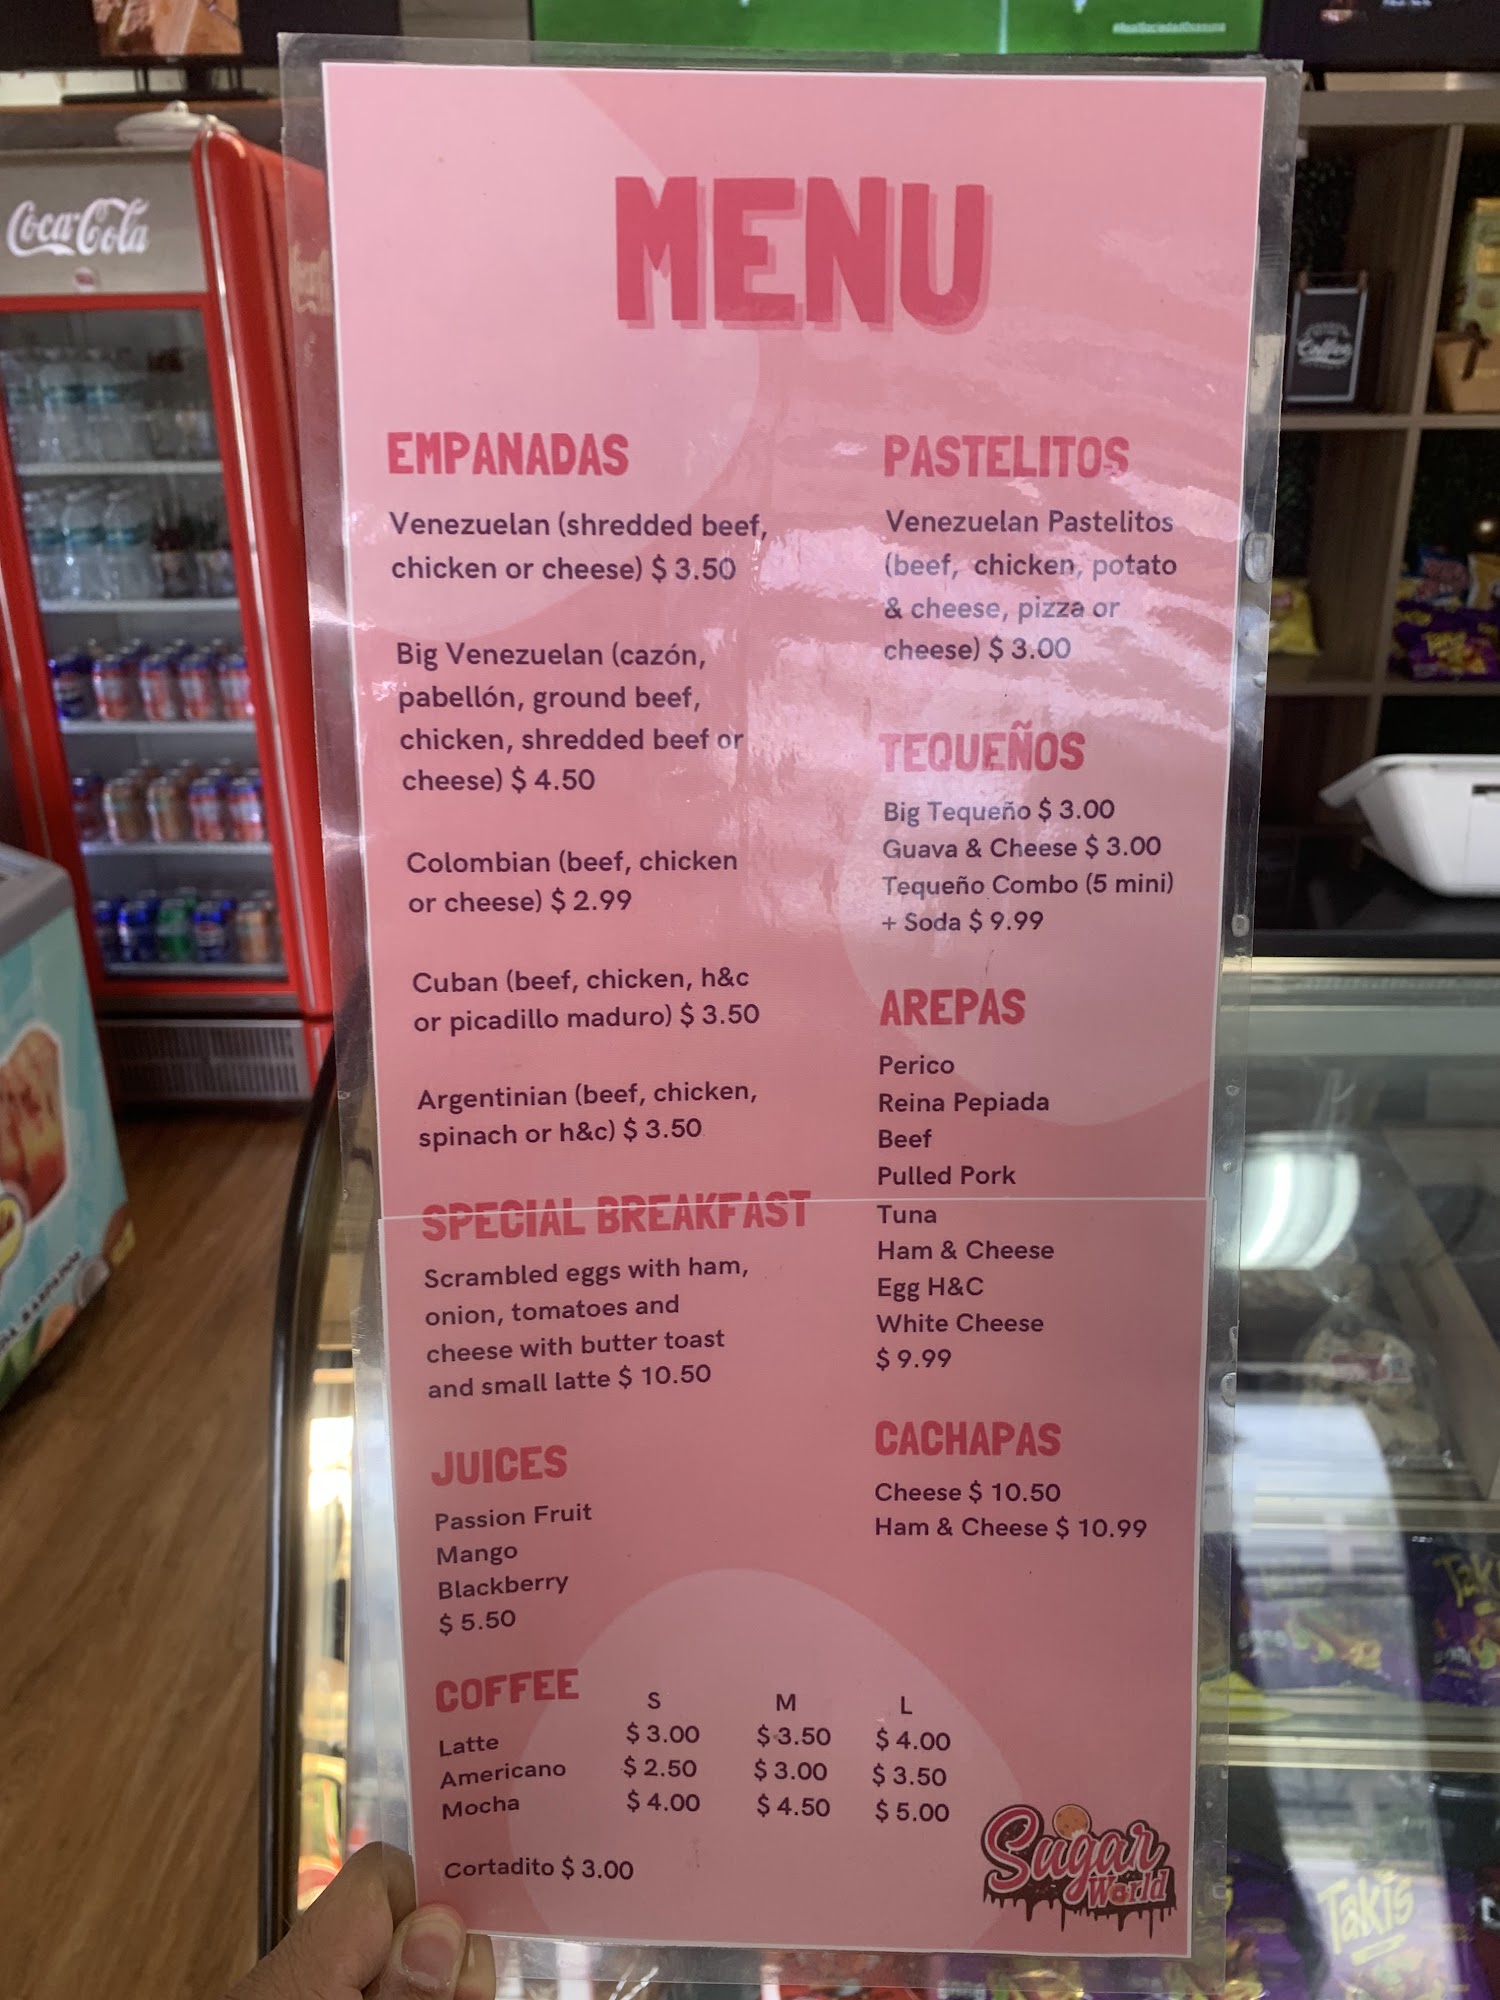 #RealSociedadOsasuna
Coca-Cola
Coffee
MENU
EMPANADAS
Venezuelan (shredded beef,
chicken or cheese) $ 3.50
Big Venezuelan (cazón,
pabellón, ground beef,
chicken, shredded beef or
cheese) $ 4.50
Colombian (beef, chicken
or cheese) $ 2.99
Cuban (beef, chicken, h&c
or picadillo maduro) $ 3.50
Argentinian (beef, chicken,
spinach or h&c) $ 3.50
SPECIAL BREAKFAST
Scrambled eggs with ham,
onion, tomatoes and
cheese with butter toast
and small latte $ 10.50
JUICES
Passion Fruit
Mango
Blackberry
$ 5.50
COFFEE
S M L
Latte $ 3.00 $ 3.50 $ 4.00
Americano $ 2.50 $ 3.00 $ 3.50
Mocha $ 4.00 $ 4.50 $ 5.00
Cortadito $ 3.00
PASTELITOS
Venezuelan Pastelitos
(beef, chicken, potato
& cheese, pizza or
cheese) $ 3.00
TEQUEÑOS
Big Tequeño $ 3.00
Guava & Cheese $ 3.00
Tequeño Combo (5 mini)
+ Soda $ 9.99
AREPAS
Perico
Reina Pepiada
Beef
Pulled Pork
Tuna
Ham & Cheese
Egg H&C
White Cheese
$ 9.99
CACHAPAS
Cheese $ 10.50
Ham & Cheese $ 10.99
Sugar
World
Takis
Takis